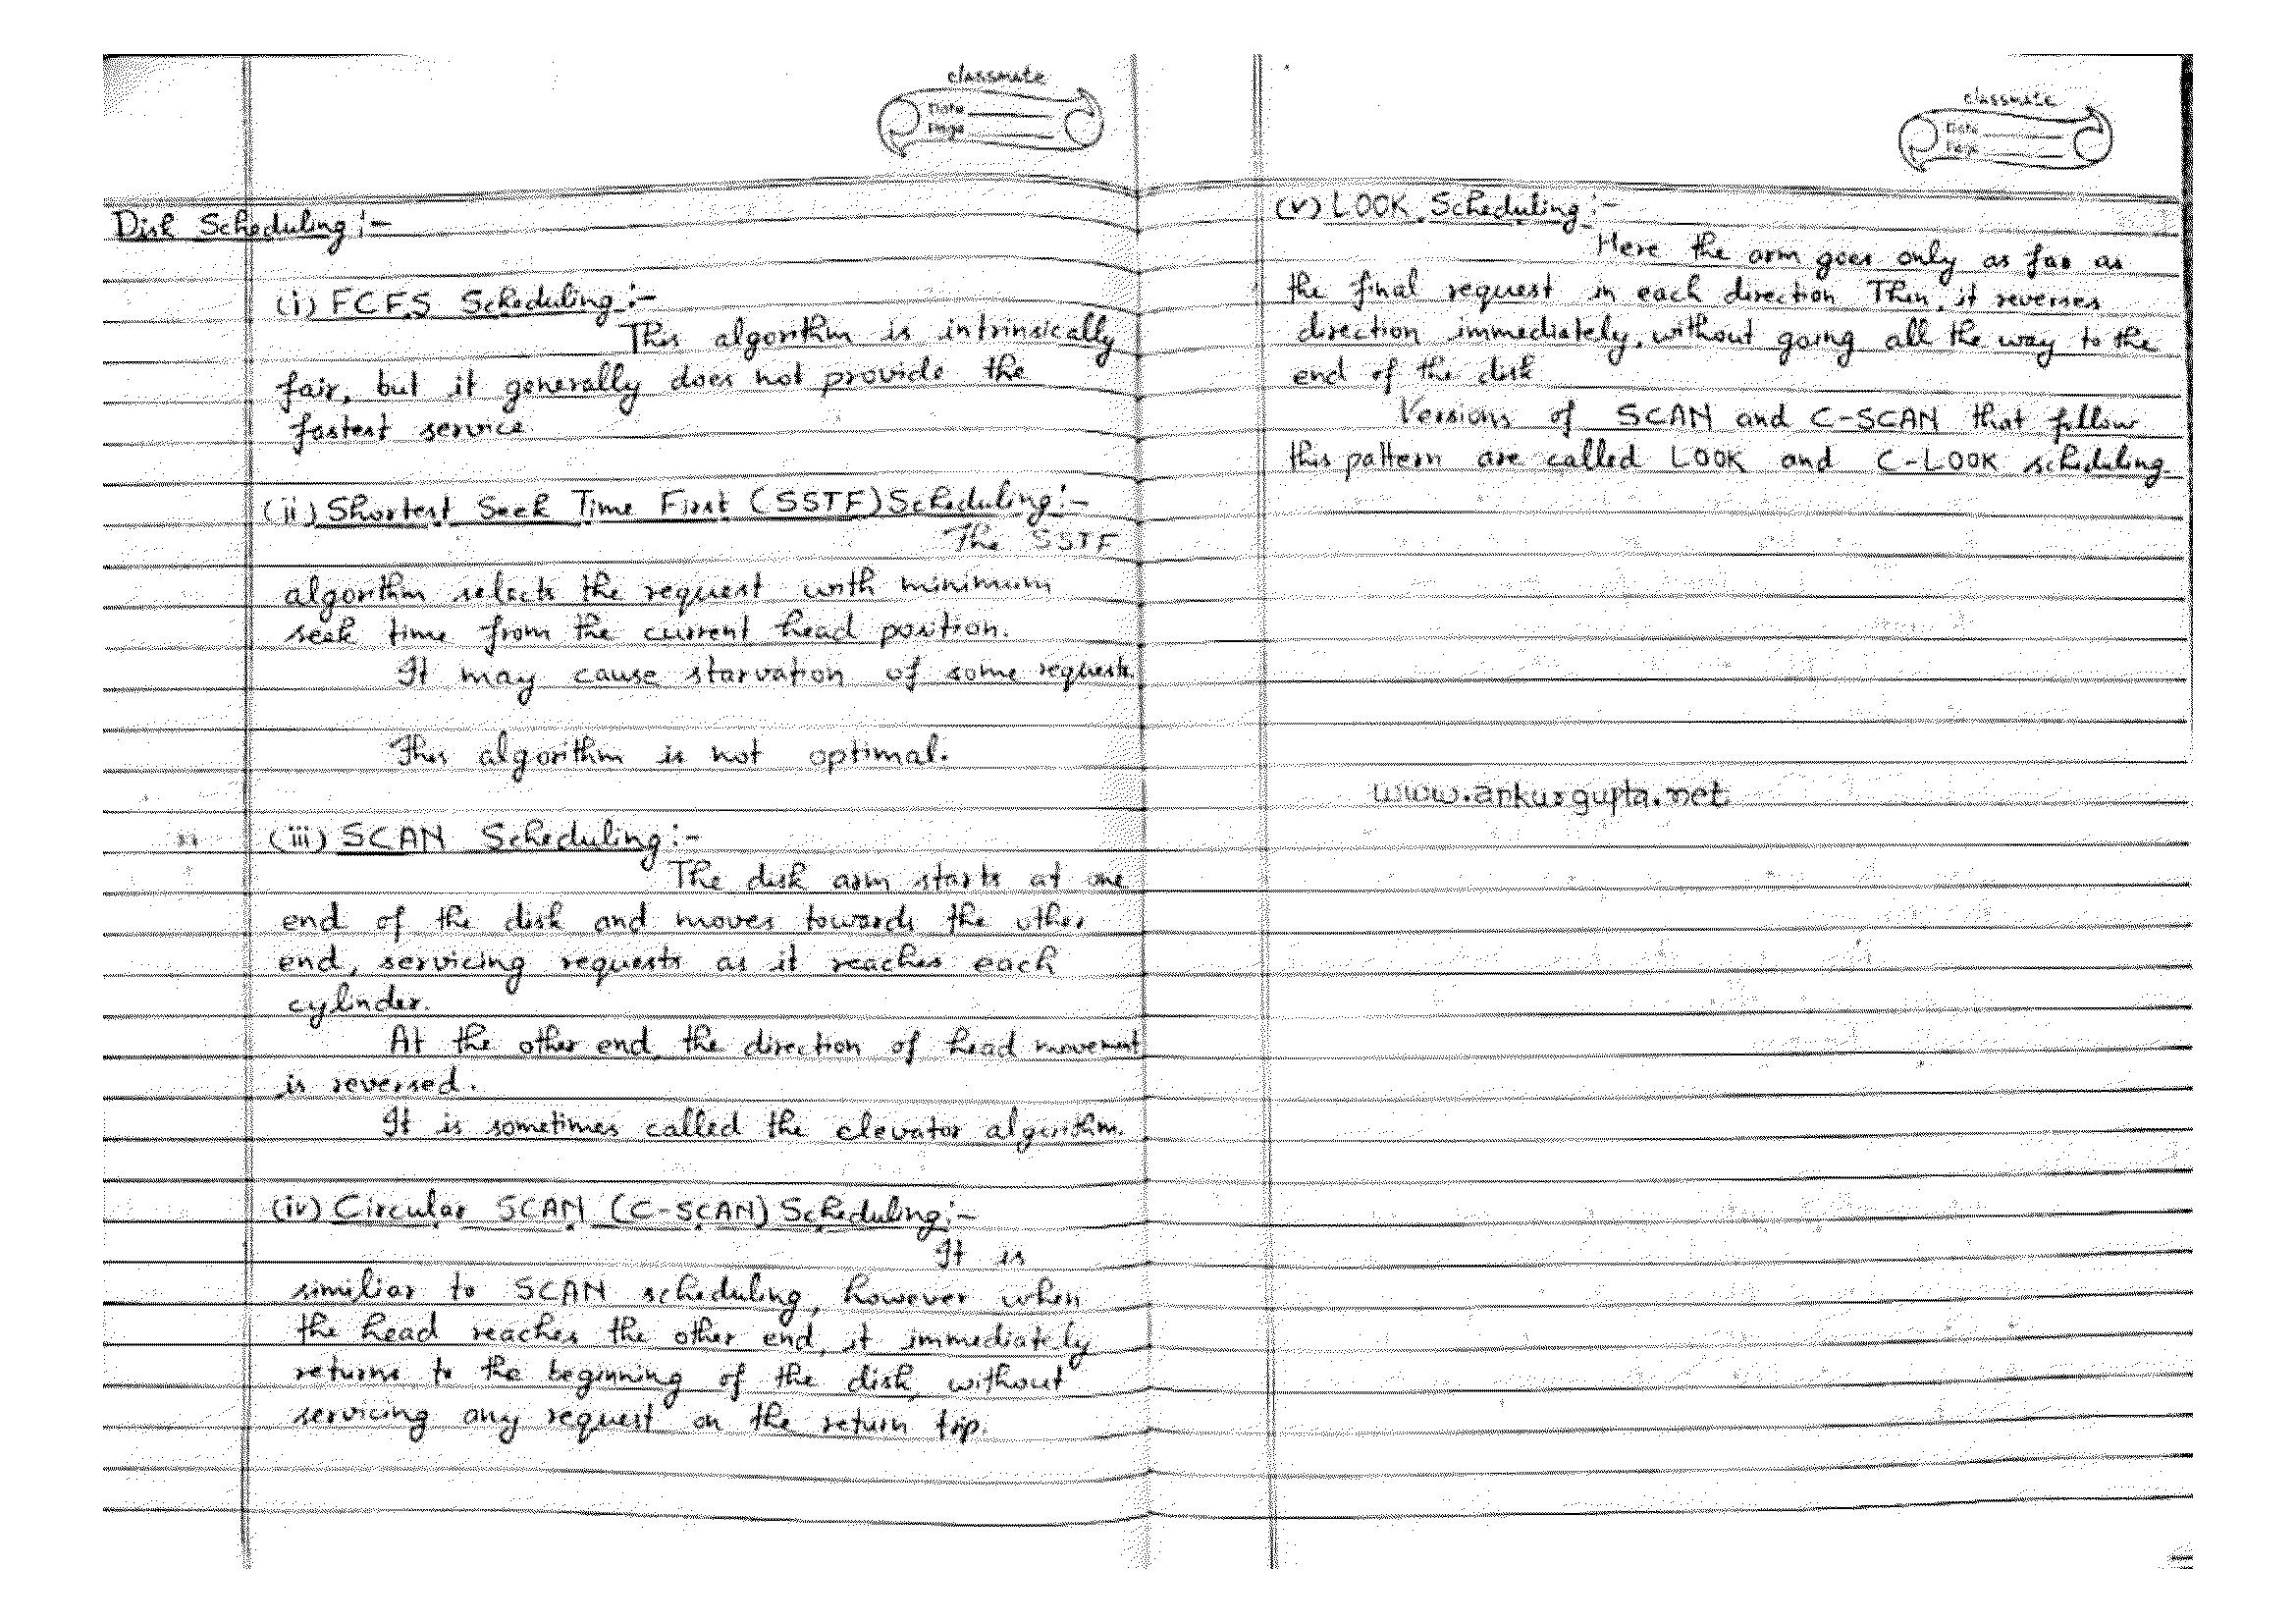 classmate
Date
Page
Disk Scheduling :-
(i) FCFS Scheduling :-
This algorithm is intrinsically
fair, but it generally does not provide the
fastest service.
(ii) Shortest Seek Time First (SSTF) Scheduling :-
The SSTF
algorithm selects the request with minimum
seek time from the current head position.
It may cause starvation of some requests.
This algorithm is not optimal.
(iii) SCAN Scheduling :-
The disk arm starts at one
end of the disk and moves towards the other
end, servicing requests as it reaches each
cylinder.
At the other end, the direction of head movement
is reversed.
It is sometimes called the elevator algorithm.
(iv) Circular SCAN (C-SCAN) Scheduling :-
It is
similiar to SCAN scheduling, however when
the head reaches the other end, it immediately
returns to the beginning of the disk, without
servicing any request on the return trip.
classmate
Date
Page
(v) LOOK Scheduling :-
Here the arm goes only as far as
the final request in each direction Then, it reverses
direction immediately, without going all the way to the
end of the disk
Versions of SCAN and C-SCAN that follow
this pattern are called LOOK and C-LOOK scheduling
www.ankurgupta.net